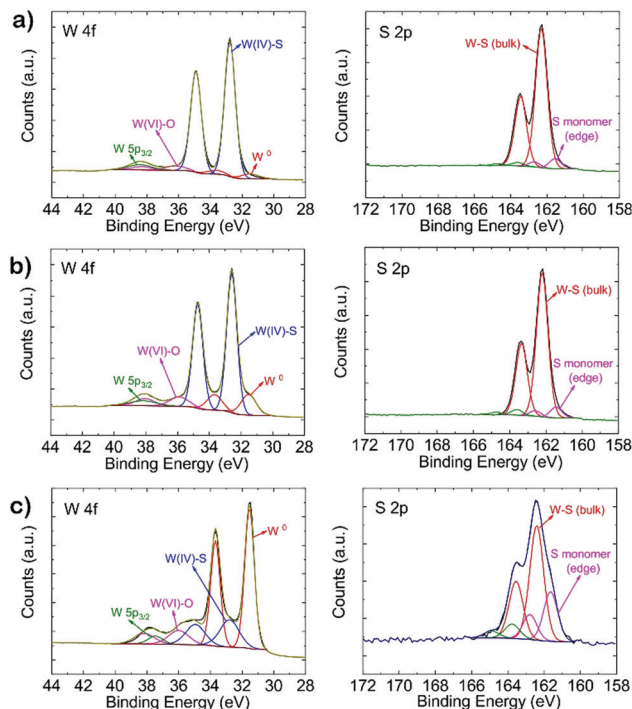 a)
W 4f
Counts (a.u.)
W(IV)-S
W(VI)-O
W 5p3/2
W 0
44 42 40 38 36 34 32 30 28
Binding Energy (eV)
S 2p
Counts (a.u.)
W-S (bulk)
S monomer
(edge)
172 170 168 166 164 162 160 158
Binding Energy (eV)
b)
W 4f
Counts (a.u.)
W(IV)-S
W(VI)-O
W 5p3/2
W 0
44 42 40 38 36 34 32 30 28
Binding Energy (eV)
S 2p
Counts (a.u.)
W-S (bulk)
S monomer
(edge)
172 170 168 166 164 162 160 158
Binding Energy (eV)
c)
W 4f
Counts (a.u.)
W 0
W(IV)-S
W(VI)-O
W 5p3/2
44 42 40 38 36 34 32 30 28
Binding Energy (eV)
S 2p
Counts (a.u.)
W-S (bulk)
S monomer
(edge)
172 170 168 166 164 162 160 158
Binding Energy (eV)